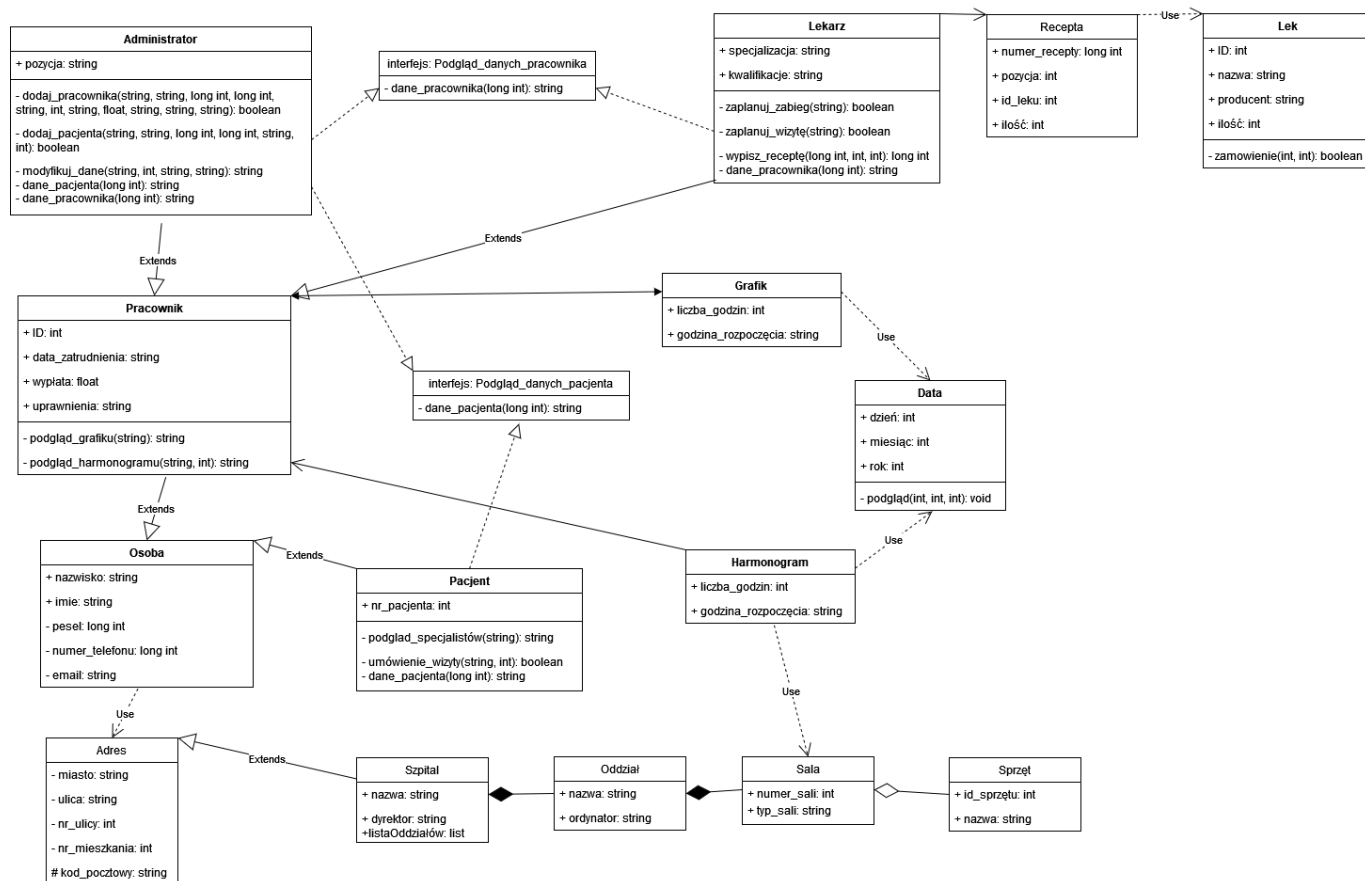 Administrator
+ pozycja: string
- dodaj_pracownika(string, string, long int, long int,
string, int, string, float, string, string, string): boolean
- dodaj_pacjenta(string, string, long int, long int, string,
int): boolean
- modyfikuj_dane(string, int, string, string): string
- dane_pacjenta(long int): string
- dane_pracownika(long int): string
interfejs: Podgląd_danych_pracownika
- dane_pracownika(long int): string
Lekarz
+ specjalizacja: string
+ kwalifikacje: string
- zaplanuj_zabieg(string): boolean
- zaplanuj_wizytę(string): boolean
- wypisz_receptę(long int, int, int): long int
- dane_pracownika(long int): string
Recepta
+ numer_recepty: long int
+ pozycja: int
+ id_leku: int
+ ilość: int
Use
Lek
+ ID: int
+ nazwa: string
+ producent: string
+ ilość: int
- zamowienie(int, int): boolean
Extends
Extends
Pracownik
+ ID: int
+ data_zatrudnienia: string
+ wypłata: float
+ uprawnienia: string
- podgląd_grafiku(string): string
- podgląd_harmonogramu(string, int): string
Grafik
+ liczba_godzin: int
+ godzina_rozpoczęcia: string
Use
interfejs: Podgląd_danych_pacjenta
- dane_pacjenta(long int): string
Data
+ dzień: int
+ miesiąc: int
+ rok: int
- podgląd(int, int, int): void
Extends
Use
Osoba
+ nazwisko: string
+ imie: string
- pesel: long int
- numer_telefonu: long int
- email: string
Extends
Pacjent
+ nr_pacjenta: int
- podglad_specjalistów(string): string
- umówienie_wizyty(string, int): boolean
- dane_pacjenta(long int): string
Harmonogram
+ liczba_godzin: int
+ godzina_rozpoczęcia: string
Use
Use
Adres
- miasto: string
- ulica: string
- nr_ulicy: int
- nr_mieszkania: int
# kod_pocztowy: string
Extends
Szpital
+ nazwa: string
+ dyrektor: string
+listaOddziałów: list
Oddział
+ nazwa: string
+ ordynator: string
Sala
+ numer_sali: int
+ typ_sali: string
Sprzęt
+ id_sprzętu: int
+ nazwa: string